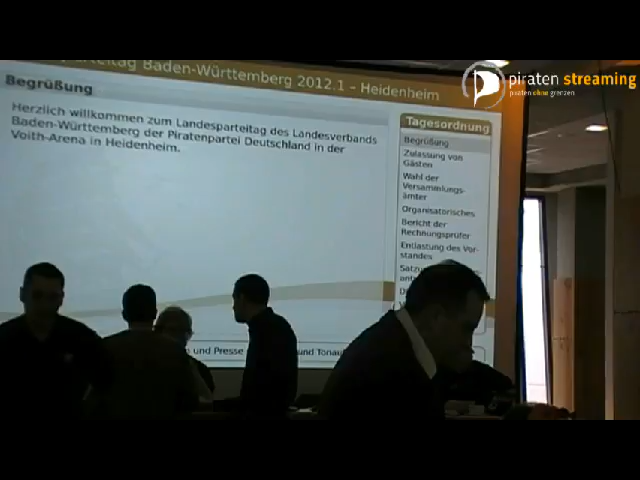 piraten streaming
piraten ohne grenzen
Baden-Württemberg 2012.1 - Heidenheim
Begrüßung
Herzlich willkommen zum Landesparteitag des Landesverbands
Baden-Württemberg der Piratenpartei Deutschland in der
Voith-Arena in Heidenheim.
Tagesordnung
Begrüßung
Zulassung von
Gästen
Wahl der
Versammlungs-
ämter
Organisatorisches
Bericht der
Rechnungsprüfer
Entlastung des Vor-
standes
und Presse
und